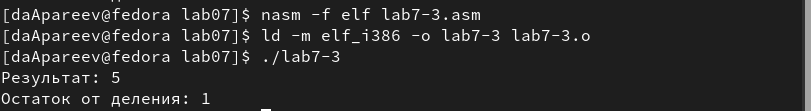 [daApareev@fedora lab07]$ nasm -f elf lab7-3.asm
[daApareev@fedora lab07]$ ld -m elf_i386 -o lab7-3 lab7-3.o
[daApareev@fedora lab07]$ ./lab7-3
Результат: 5
Остаток от деления: 1